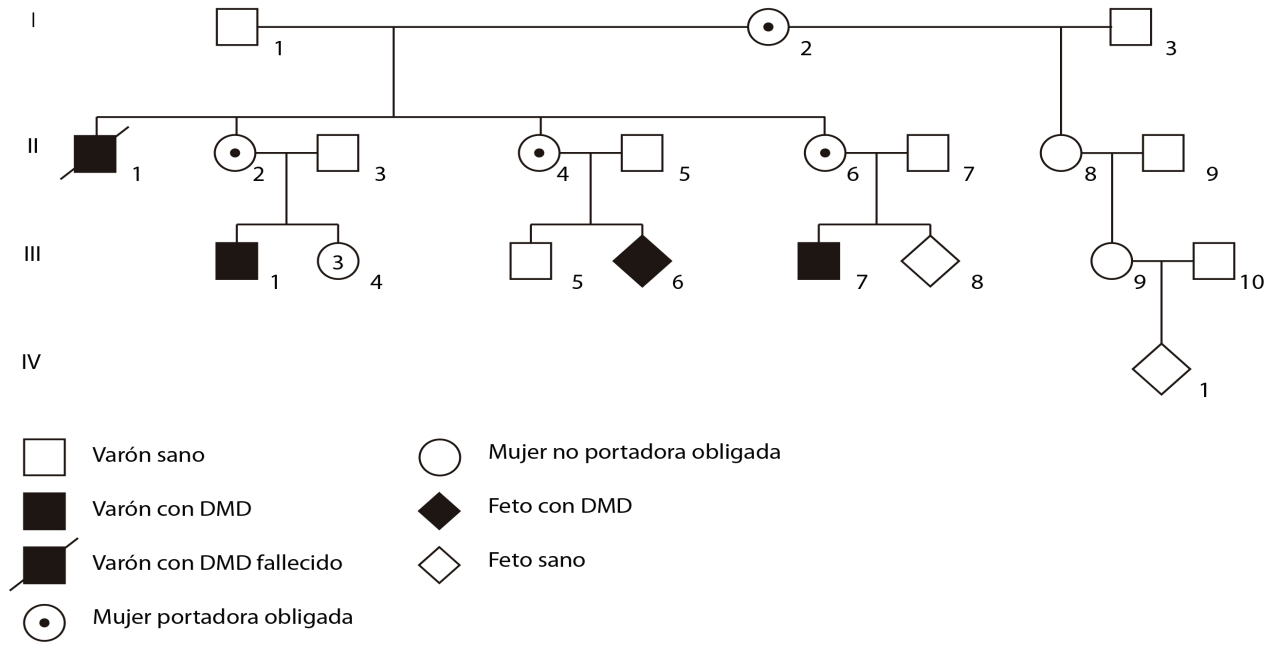 I
1
2
3
II
1
2
3
4
5
6
7
8
9
III
1
3
4
5
6
7
8
9
10
IV
1
Varón sano
Mujer no portadora obligada
Varón con DMD
Feto con DMD
Varón con DMD fallecido
Feto sano
Mujer portadora obligada